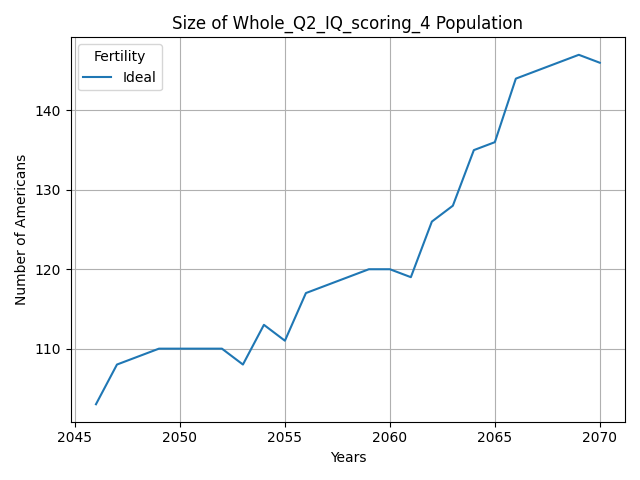 Size of Whole_Q2_IQ_scoring_4 Population
Fertility
Ideal
Number of Americans
140
130
120
110
2045 2050 2055 2060 2065 2070
Years